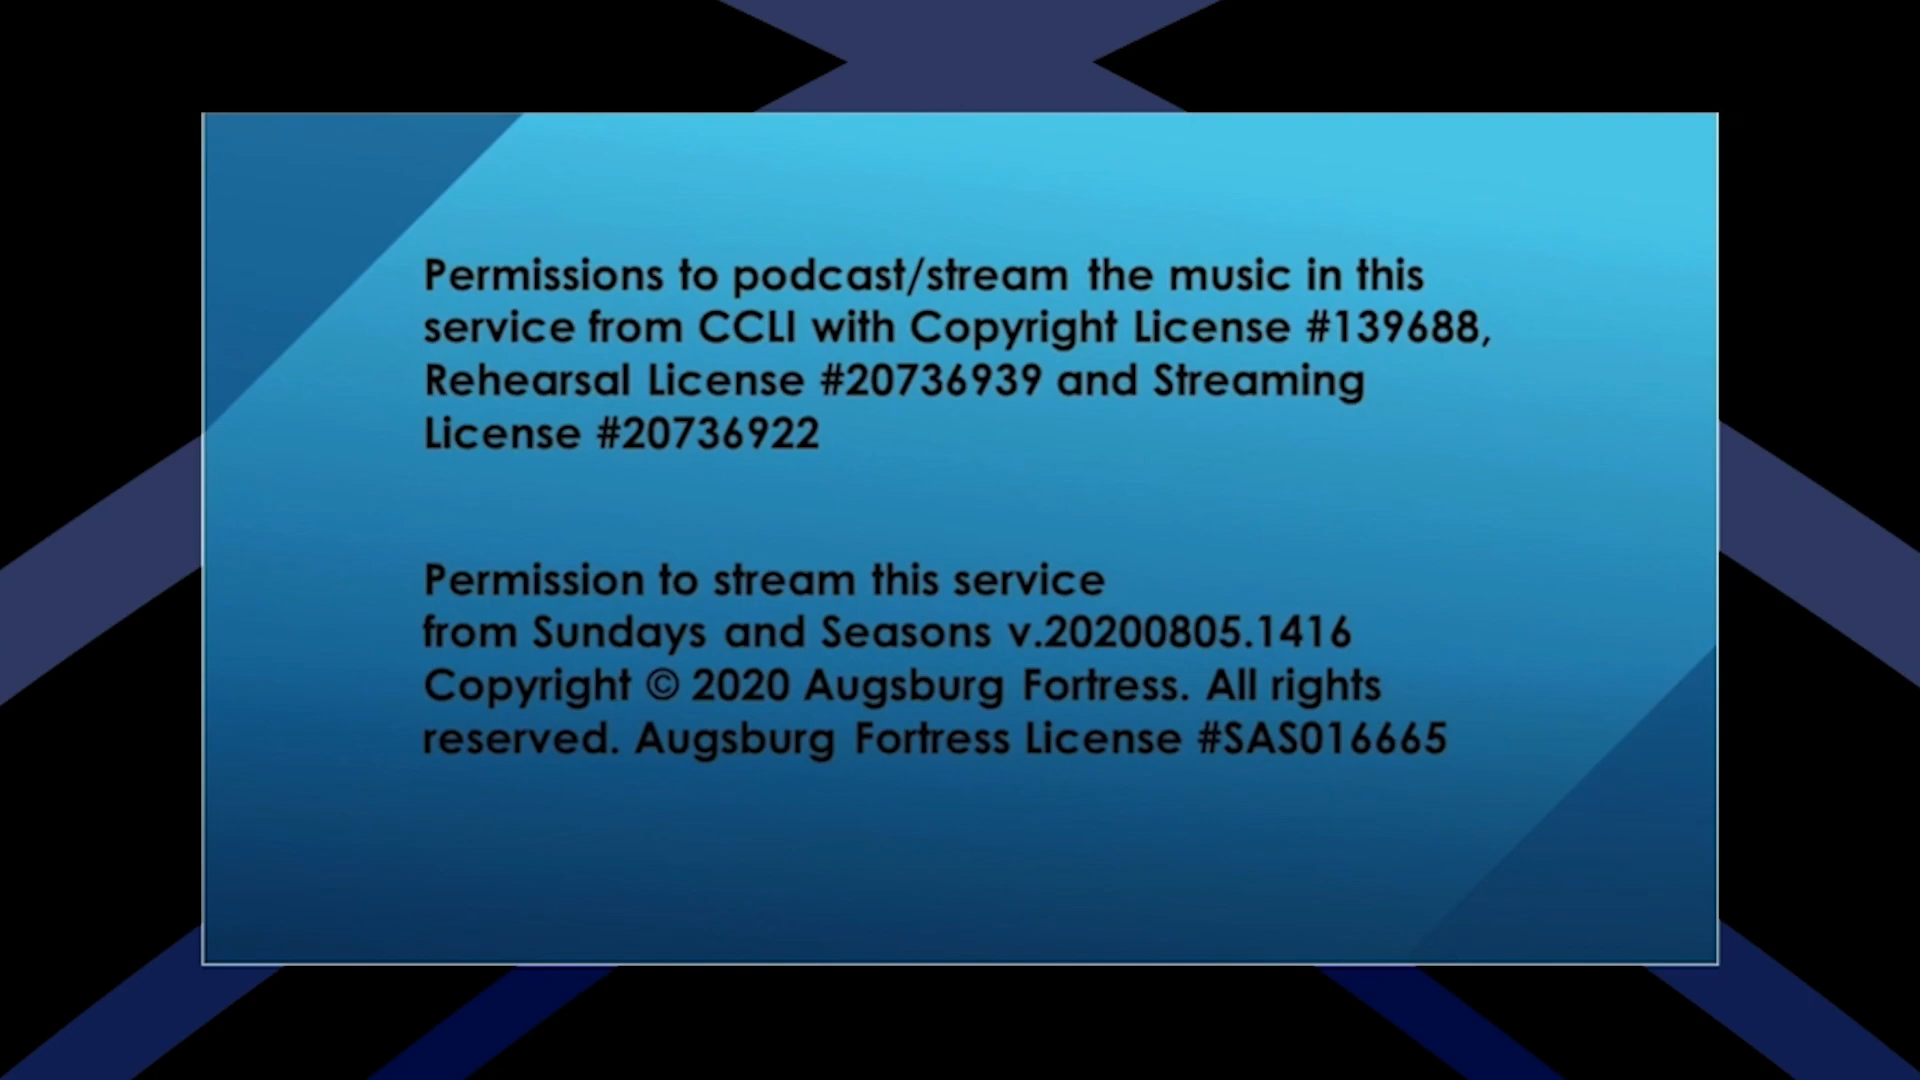 Permissions to podcast/stream the music in this
service from CCLI with Copyright License #139688,
Rehearsal License #20736939 and Streaming
License #20736922
Permission to stream this service
from Sundays and Seasons v.20200805.1416
Copyright © 2020 Augsburg Fortress. All rights
reserved. Augsburg Fortress License #SAS016665